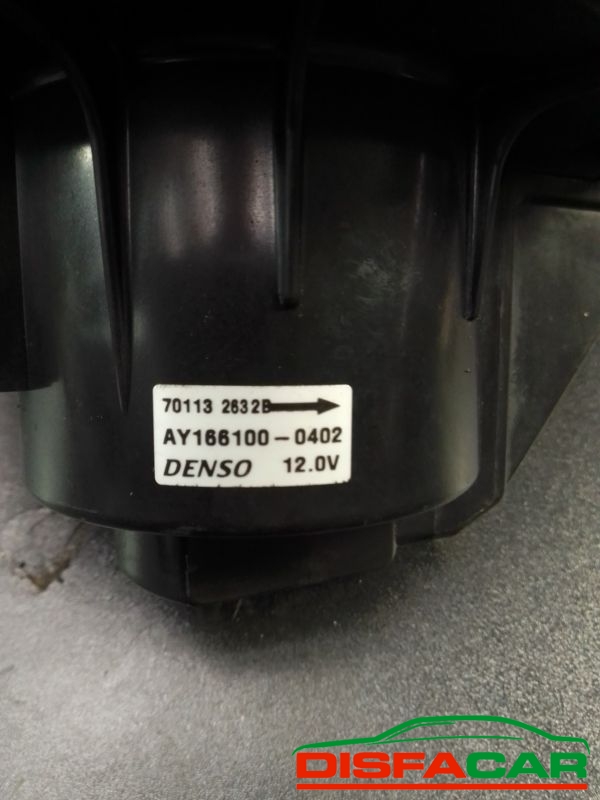 70113 2632B
AY166100-0402
DENSO 12.0V
DISFACAR